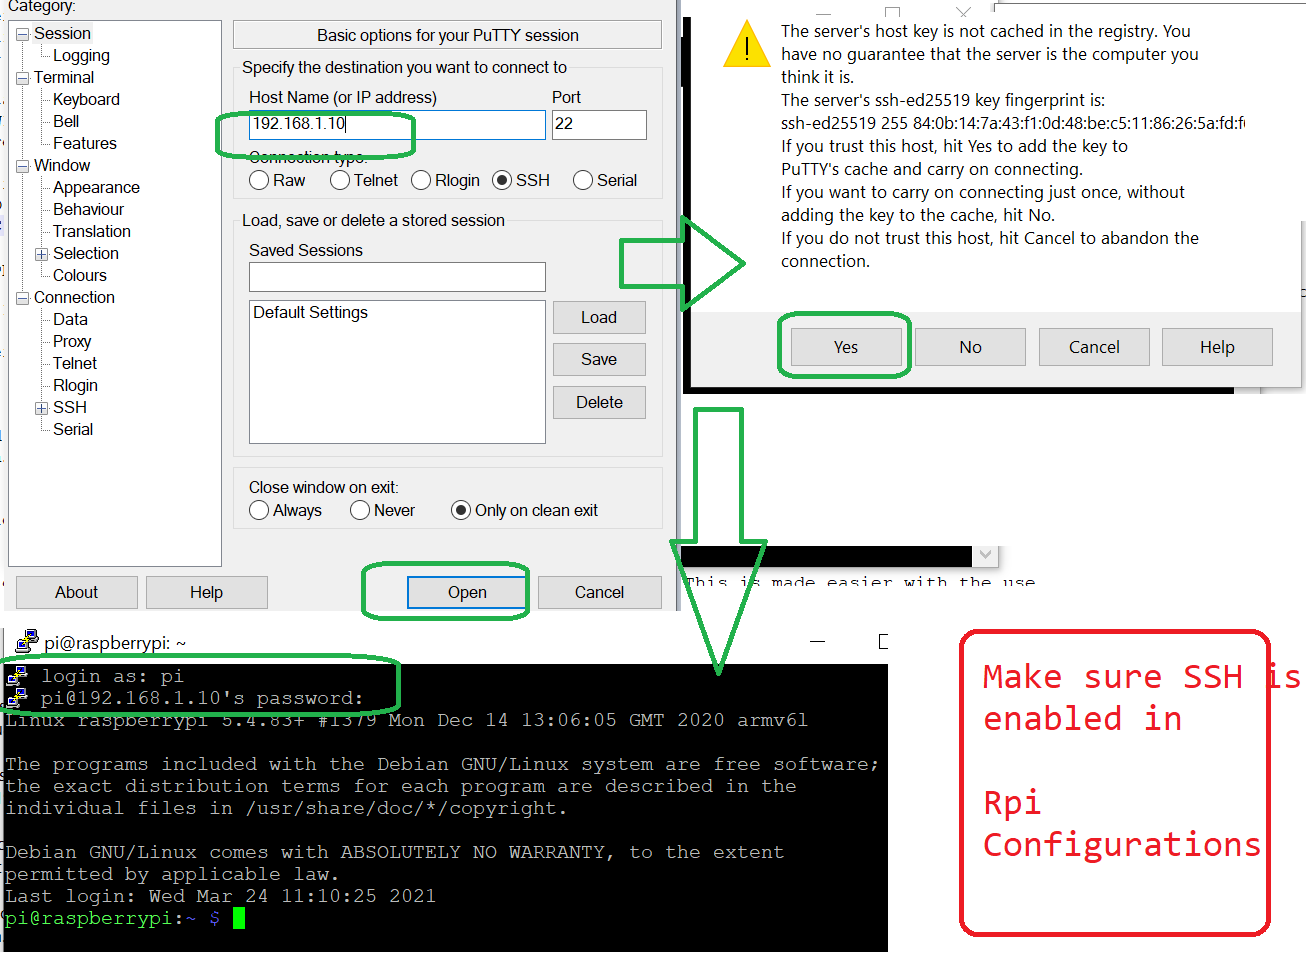 Category:
Session
Logging
Terminal
Keyboard
Bell
Features
Window
Appearance
Behaviour
Translation
Selection
Colours
Connection
Data
Proxy
Telnet
Rlogin
SSH
Serial
Basic options for your PuTTY session
Specify the destination you want to connect to
Host Name (or IP address) Port
192.168.1.10 22
Connection type:
Raw Telnet Rlogin SSH Serial
Load, save or delete a stored session
Saved Sessions
Default Settings
Load
Save
Delete
Close window on exit:
Always Never Only on clean exit
About Help Open Cancel
The server's host key is not cached in the registry. You
have no guarantee that the server is the computer you
think it is.
The server's ssh-ed25519 key fingerprint is:
ssh-ed25519 255 84:0b:14:7a:43:f1:0d:48:be:c5:11:86:26:5a:fd:f
If you trust this host, hit Yes to add the key to
PuTTY's cache and carry on connecting.
If you want to carry on connecting just once, without
adding the key to the cache, hit No.
If you do not trust this host, hit Cancel to abandon the
connection.
Yes No Cancel Help
This is made easier with the use
pi@raspberrypi: ~
login as: pi
pi@192.168.1.10's password:
Linux raspberrypi 5.4.83+ #1379 Mon Dec 14 13:06:05 GMT 2020 armv6l
The programs included with the Debian GNU/Linux system are free software;
the exact distribution terms for each program are described in the
individual files in /usr/share/doc/*/copyright.
Debian GNU/Linux comes with ABSOLUTELY NO WARRANTY, to the extent
permitted by applicable law.
Last login: Wed Mar 24 11:10:25 2021
pi@raspberrypi:~ $
Make sure SSH is
enabled in
Rpi
Configurations